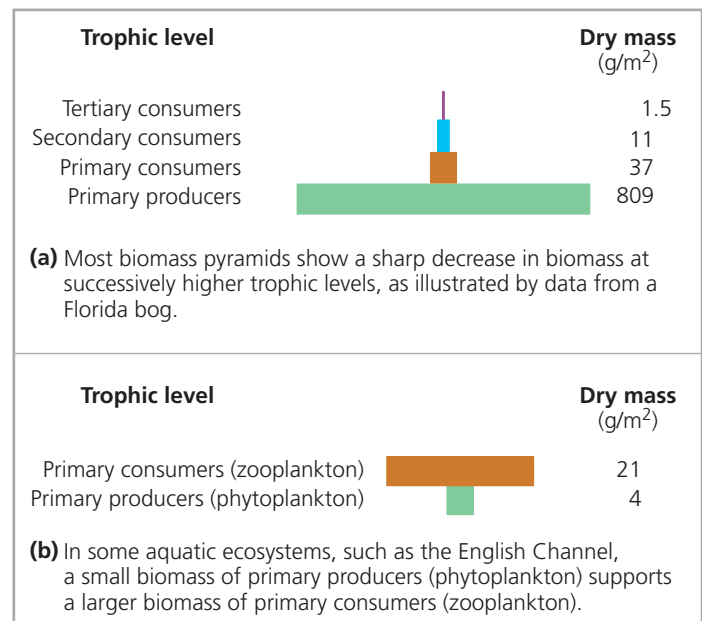 Trophic level Dry mass
(g/m²)
Tertiary consumers 1.5
Secondary consumers 11
Primary consumers 37
Primary producers 809
(a) Most biomass pyramids show a sharp decrease in biomass at
successively higher trophic levels, as illustrated by data from a
Florida bog.
Trophic level Dry mass
(g/m²)
Primary consumers (zooplankton) 21
Primary producers (phytoplankton) 4
(b) In some aquatic ecosystems, such as the English Channel,
a small biomass of primary producers (phytoplankton) supports
a larger biomass of primary consumers (zooplankton).